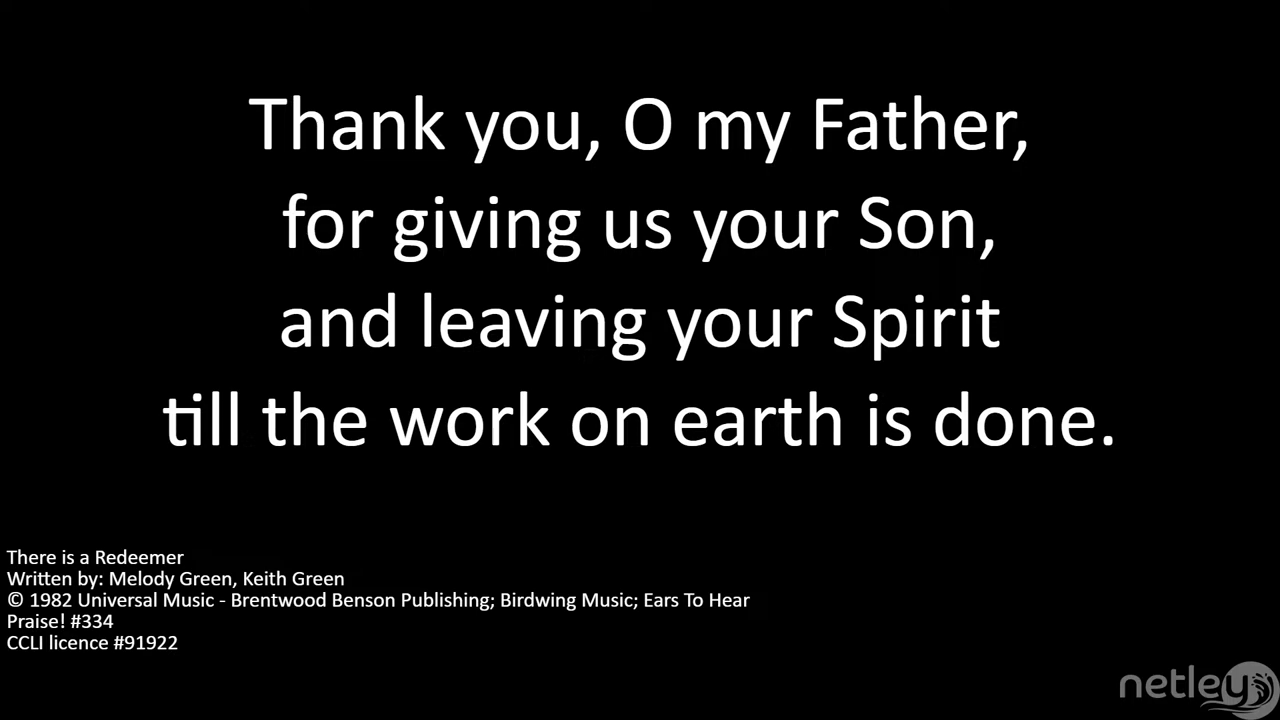 Thank you, O my Father,
for giving us your Son,
and leaving your Spirit
till the work on earth is done.
There is a Redeemer
Written by: Melody Green, Keith Green
© 1982 Universal Music - Brentwood Benson Publishing; Birdwing Music; Ears To Hear
Praise! #334
CCLI licence #91922
netley